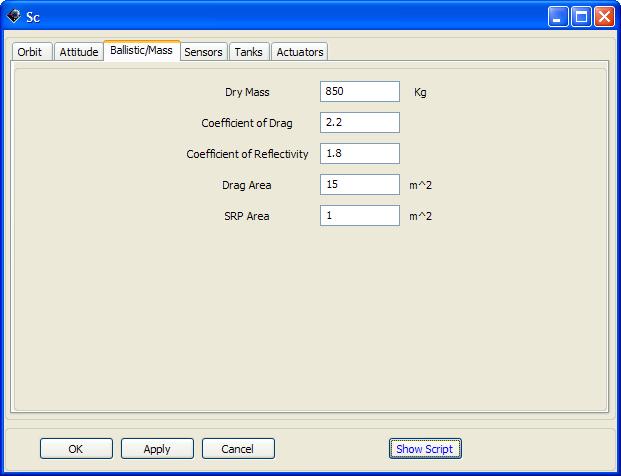 Sc
Orbit Attitude Ballistic/Mass Sensors Tanks Actuators
Dry Mass 850 Kg
Coefficient of Drag 2.2
Coefficient of Reflectivity 1.8
Drag Area 15 m^2
SRP Area 1 m^2
OK Apply Cancel Show Script